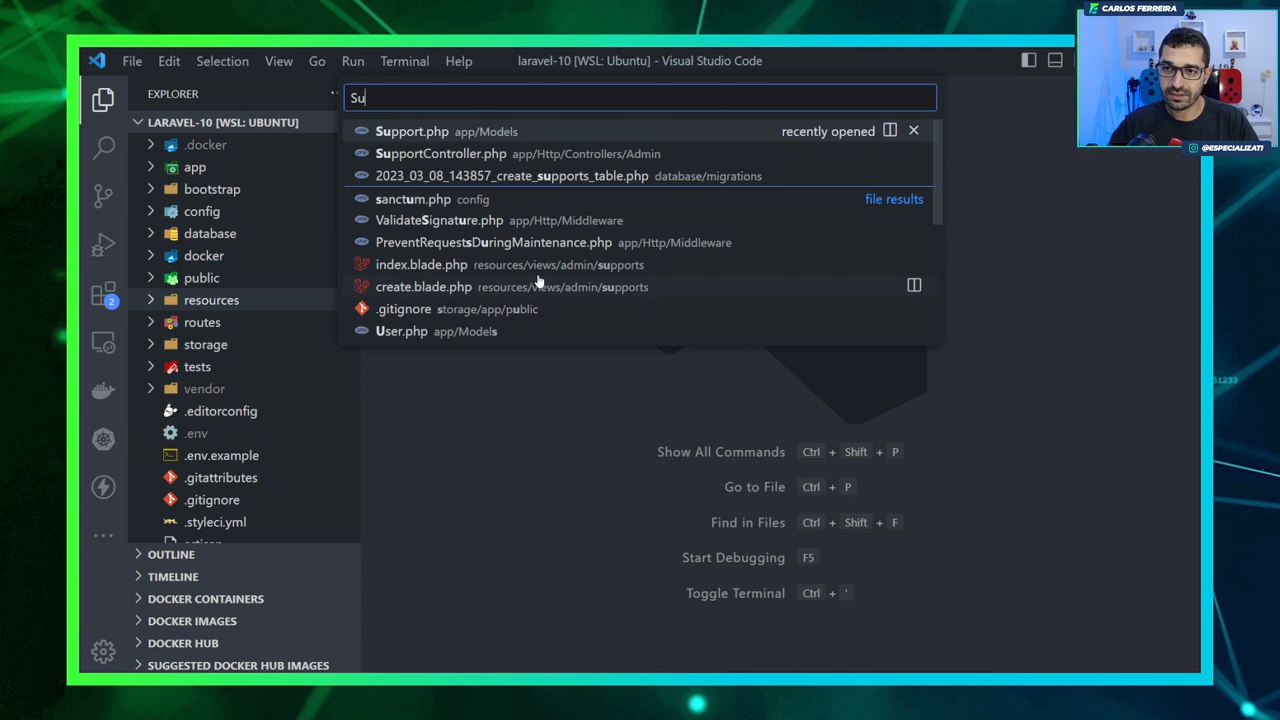 CARLOS FERREIRA
@ESPECIALIZATI
File Edit Selection View Go Run Terminal Help
laravel-10 [WSL: Ubuntu] - Visual Studio Code
EXPLORER
LARAVEL-10 [WSL: UBUNTU]
.docker
app
bootstrap
config
database
docker
public
resources
routes
storage
tests
vendor
.editorconfig
.env
.env.example
.gitattributes
.gitignore
.styleci.yml
OUTLINE
TIMELINE
DOCKER CONTAINERS
DOCKER IMAGES
DOCKER HUB
SUGGESTED DOCKER HUB IMAGES
2
Su
Support.php app/Models recently opened
SupportController.php app/Http/Controllers/Admin
2023_03_08_143857_create_supports_table.php database/migrations
sanctum.php config file results
ValidateSignature.php app/Http/Middleware
PreventRequestsDuringMaintenance.php app/Http/Middleware
index.blade.php resources/views/admin/supports
create.blade.php resources/views/admin/supports
.gitignore storage/app/public
User.php app/Models
Show All Commands Ctrl + Shift + P
Go to File Ctrl + P
Find in Files Ctrl + Shift + F
Start Debugging F5
Toggle Terminal Ctrl + '